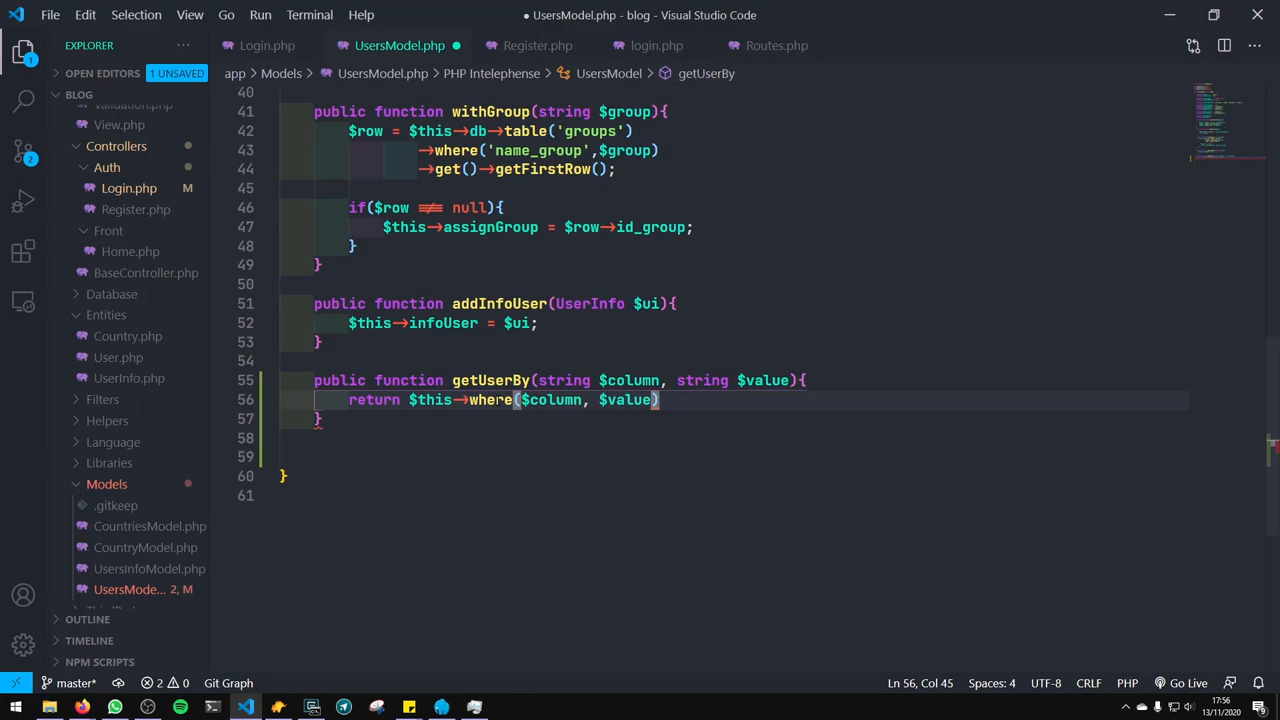 File Edit Selection View Go Run Terminal Help
● UsersModel.php - blog - Visual Studio Code
EXPLORER
Login.php
UsersModel.php
Register.php
login.php
Routes.php
OPEN EDITORS
1 UNSAVED
app > Models > UsersModel.php > PHP Intelephense > UsersModel > getUserBy
BLOG
Validation.php
View.php
Controllers
Auth
Login.php M
Register.php
Front
Home.php
BaseController.php
Database
Entities
Country.php
User.php
UserInfo.php
Filters
Helpers
Language
Libraries
Models
.gitkeep
CountriesModel.php
CountryModel.php
UsersInfoModel.php
UsersMode... 2, M
OUTLINE
TIMELINE
NPM SCRIPTS
1
2
40
41 public function withGroup(string $group){
42 $row = $this->db->table('groups')
43 ->where('name_group',$group)
44 ->get()->getFirstRow();
45
46 if($row !== null){
47 $this->assignGroup = $row->id_group;
48 }
49 }
50
51 public function addInfoUser(UserInfo $ui){
52 $this->infoUser = $ui;
53 }
54
55 public function getUserBy(string $column, string $value){
56 return $this->where($column, $value)
57 }
58
59
60 }
61
master* 2 0 Git Graph
Ln 56, Col 45 Spaces: 4 UTF-8 CRLF PHP Go Live
17:56
13/11/2020